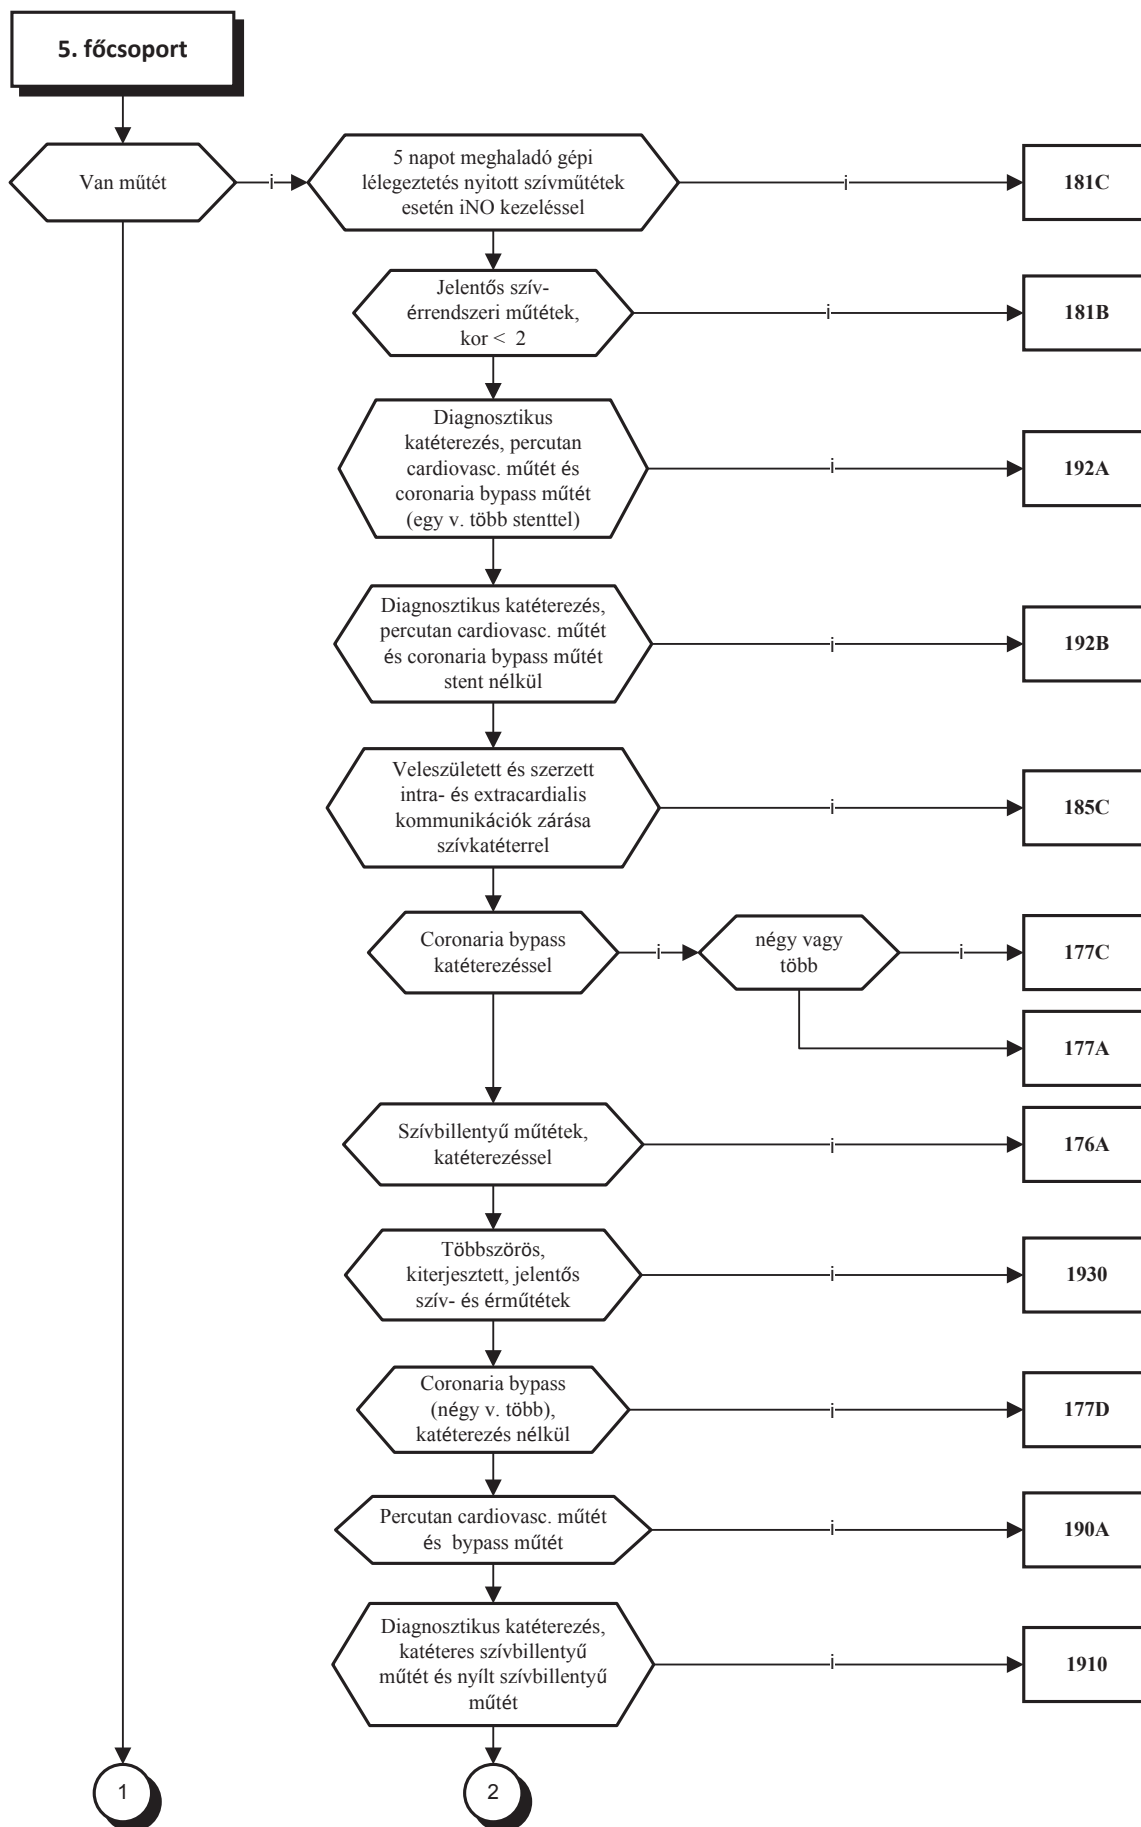 5. főcsoport
Van műtét
i
5 napot meghaladó gépi
lélegeztetés nyitott szívműtétek
esetén iNO kezeléssel
i
181C
Jelentős szív-
érrendszeri műtétek,
kor < 2
i
181B
Diagnosztikus
katéterezés, percutan
cardiovasc. műtét és
coronaria bypass műtét
(egy v. több stenttel)
i
192A
Diagnosztikus katéterezés,
percutan cardiovasc. műtét
és coronaria bypass műtét
stent nélkül
i
192B
Veleszületett és szerzett
intra- és extracardialis
kommunikációk zárása
szívkatéterrel
i
185C
Coronaria bypass
katéterezéssel
i
négy vagy
több
i
177C
177A
Szívbillentyű műtétek,
katéterezéssel
i
176A
Többszörös,
kiterjesztett, jelentős
szív- és érműtétek
i
1930
Coronaria bypass
(négy v. több),
katéterezés nélkül
i
177D
Percutan cardiovasc. műtét
és bypass műtét
i
190A
Diagnosztikus katéterezés,
katéteres szívbillentyű
műtét és nyílt szívbillentyű
műtét
i
1910
1
2